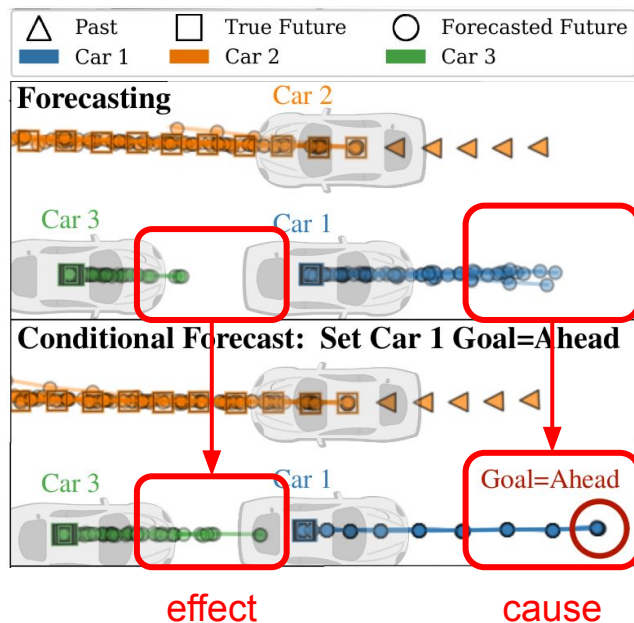 Past True Future Forecasted Future
Car 1 Car 2 Car 3
Forecasting
Car 2
Car 3 Car 1
Conditional Forecast: Set Car 1 Goal=Ahead
Car 3 Car 1 Goal=Ahead
effect cause